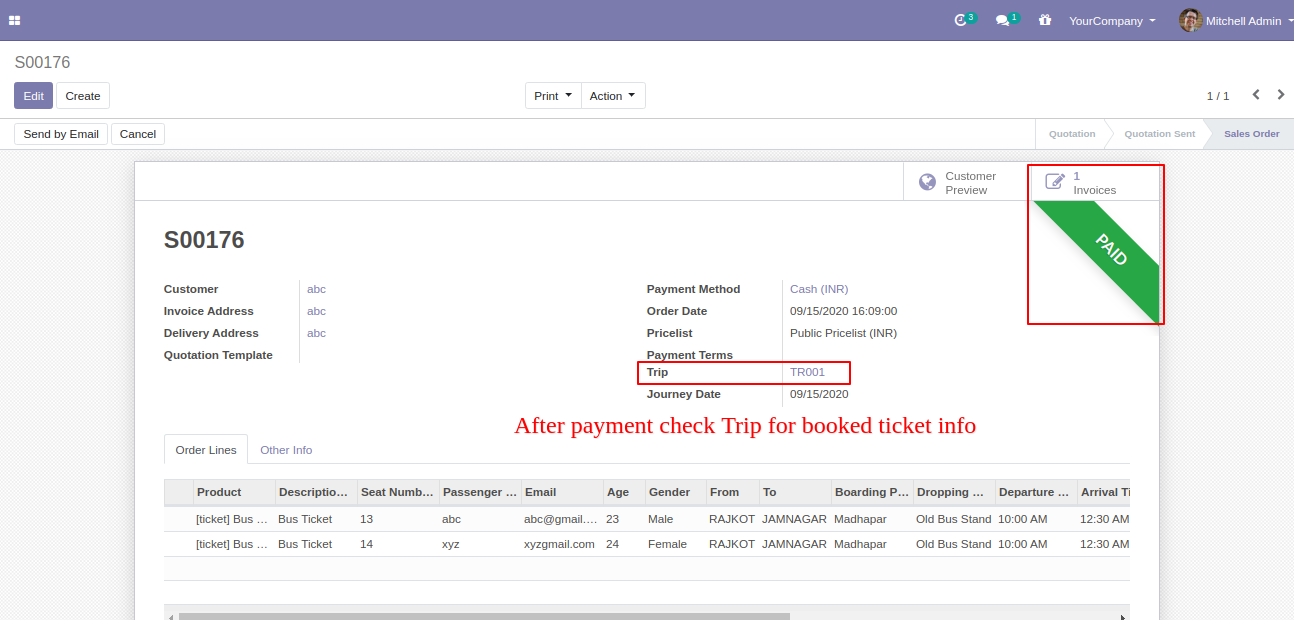 3 1 YourCompany Mitchell Admin
S00176
Edit Create Print Action 1 / 1
Send by Email Cancel Quotation Quotation Sent Sales Order
Customer Preview
1 Invoices
PAID
S00176
Customer abc Payment Method Cash (INR)
Invoice Address abc Order Date 09/15/2020 16:09:00
Delivery Address abc Pricelist Public Pricelist (INR)
Quotation Template Payment Terms
Trip TR001
Journey Date 09/15/2020
After payment check Trip for booked ticket info
Order Lines Other Info
Product Descriptio… Seat Numb… Passenger … Email Age Gender From To Boarding P… Dropping … Departure … Arrival Ti
[ticket] Bus … Bus Ticket 13 abc abc@gmail.… 23 Male RAJKOT JAMNAGAR Madhapar Old Bus Stand 10:00 AM 12:30 AM
[ticket] Bus … Bus Ticket 14 xyz xyzgmail.com 24 Female RAJKOT JAMNAGAR Madhapar Old Bus Stand 10:00 AM 12:30 AM